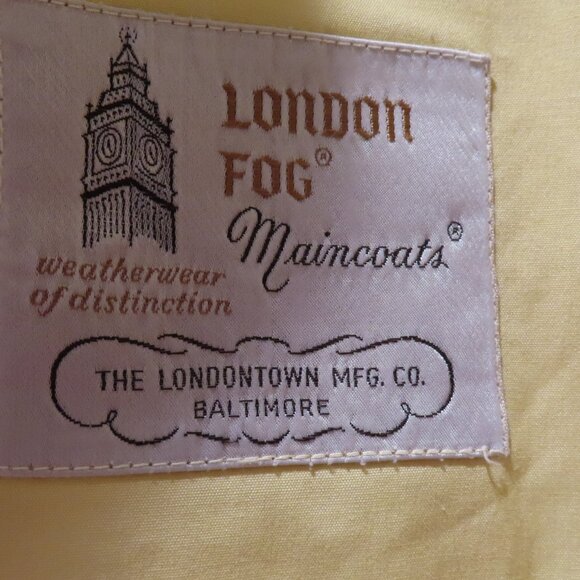 LONDON
FOG®
Maincoats®
weatherwear
of distinction
THE LONDONTOWN MFG. CO.
BALTIMORE